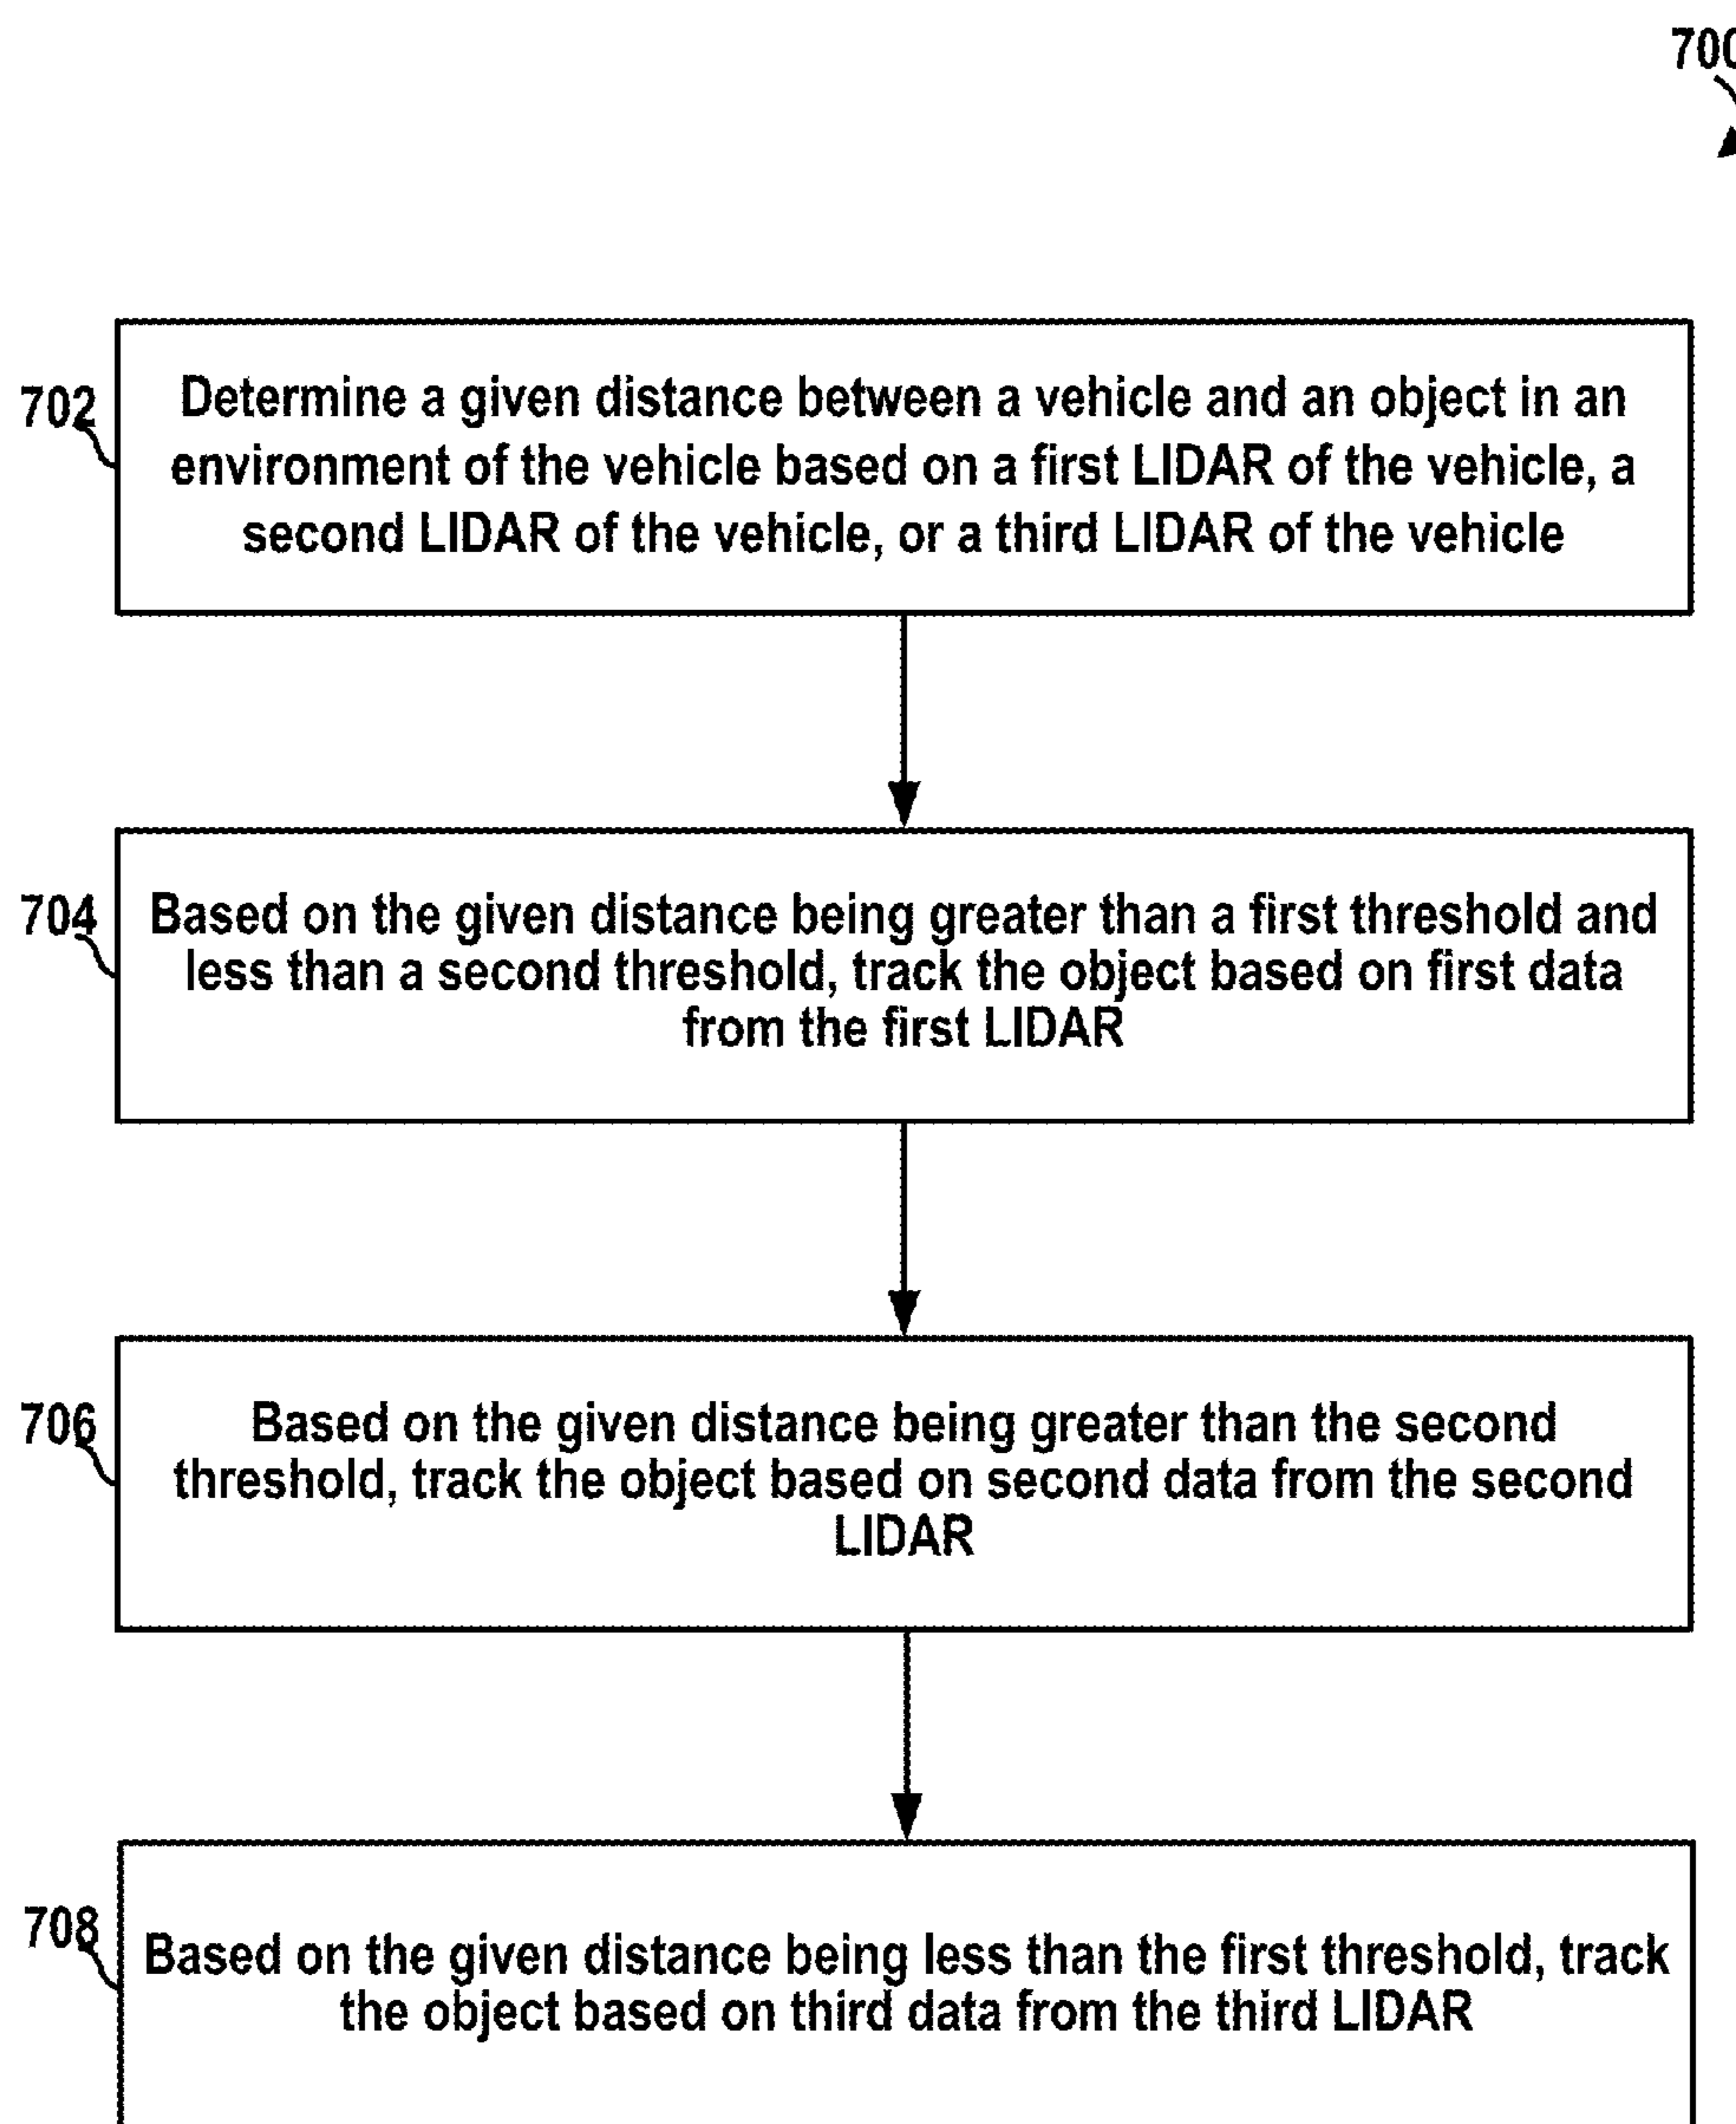 700
702
Determine a given distance between a vehicle and an object in an
environment of the vehicle based on a first LIDAR of the vehicle, a
second LIDAR of the vehicle, or a third LIDAR of the vehicle
704
Based on the given distance being greater than a first threshold and
less than a second threshold, track the object based on first data
from the first LIDAR
706
Based on the given distance being greater than the second
threshold, track the object based on second data from the second
LIDAR
708
Based on the given distance being less than the first threshold, track
the object based on third data from the third LIDAR